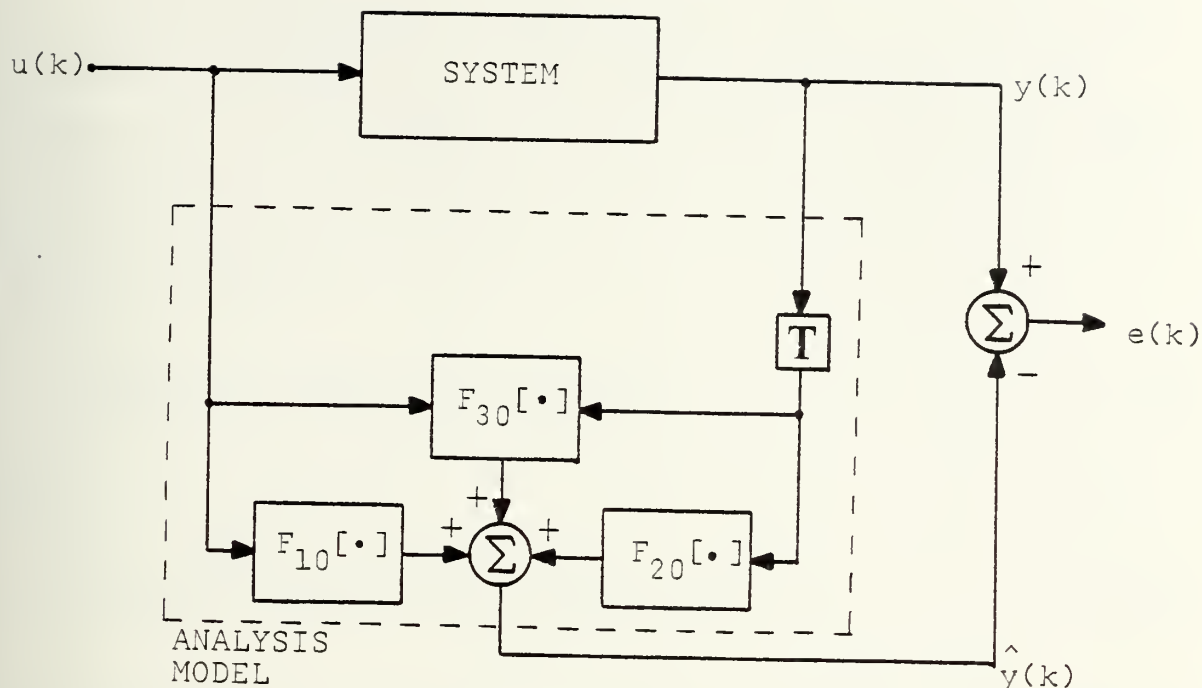 u(k)
SYSTEM
y(k)
+
T
Σ
e(k)
-
F₃₀[•]
+
F₁₀[•]
+
Σ
+
F₂₀[•]
ANALYSIS
MODEL
ŷ(k)